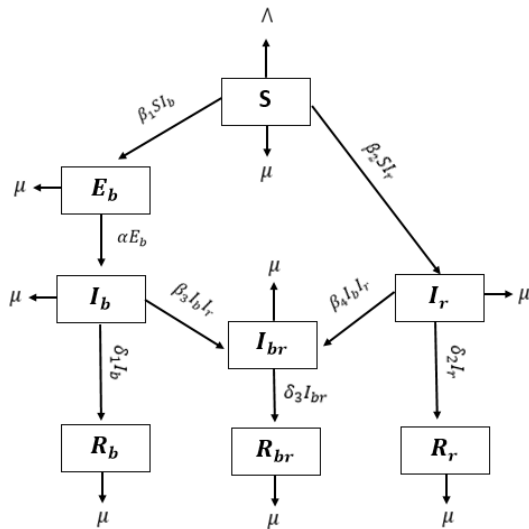 Λ
S
β₁SI_b
μ
β₂SI_r
μ
E_b
αE_b
μ
μ
I_b
β₃I_bI_r
β₄I_bI_r
I_r
μ
I_br
δ₁I_b
δ₂I_r
δ₃I_br
R_b
R_br
R_r
μ
μ
μ